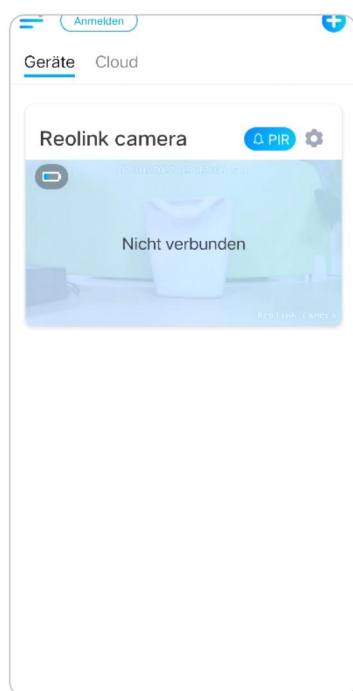 Anmelden
Geräte Cloud
Reolink camera PIR
Nicht verbunden
Reolink camera